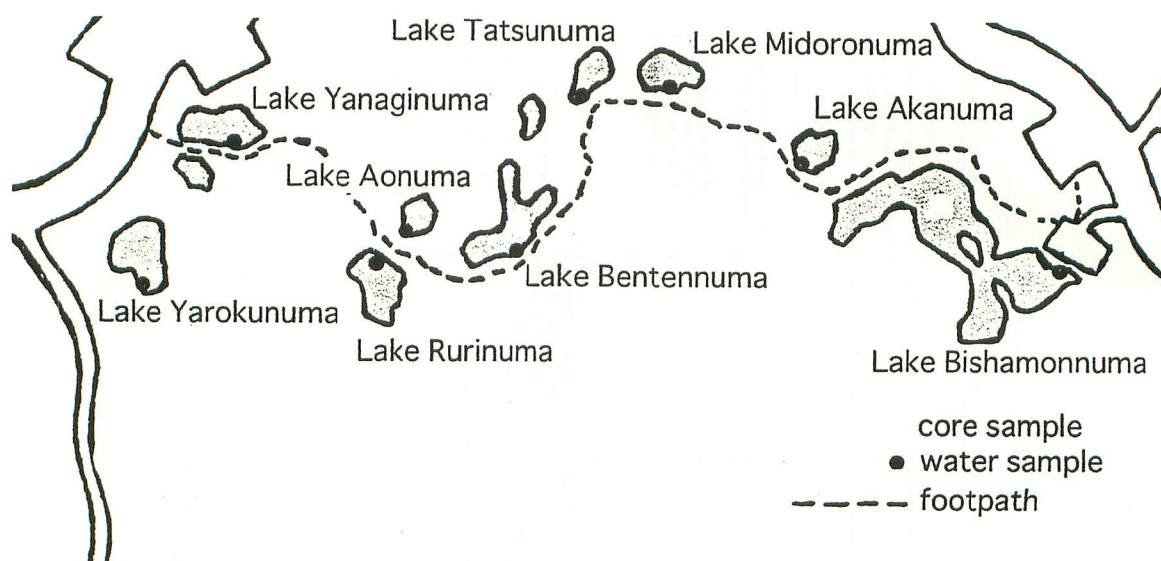 Lake Tatsunuma
Lake Midoronuma
Lake Yanaginuma
Lake Akanuma
Lake Aonuma
Lake Bentennuma
Lake Yarokunuma
Lake Rurinuma
Lake Bishamonnuma
core sample
water sample
footpath